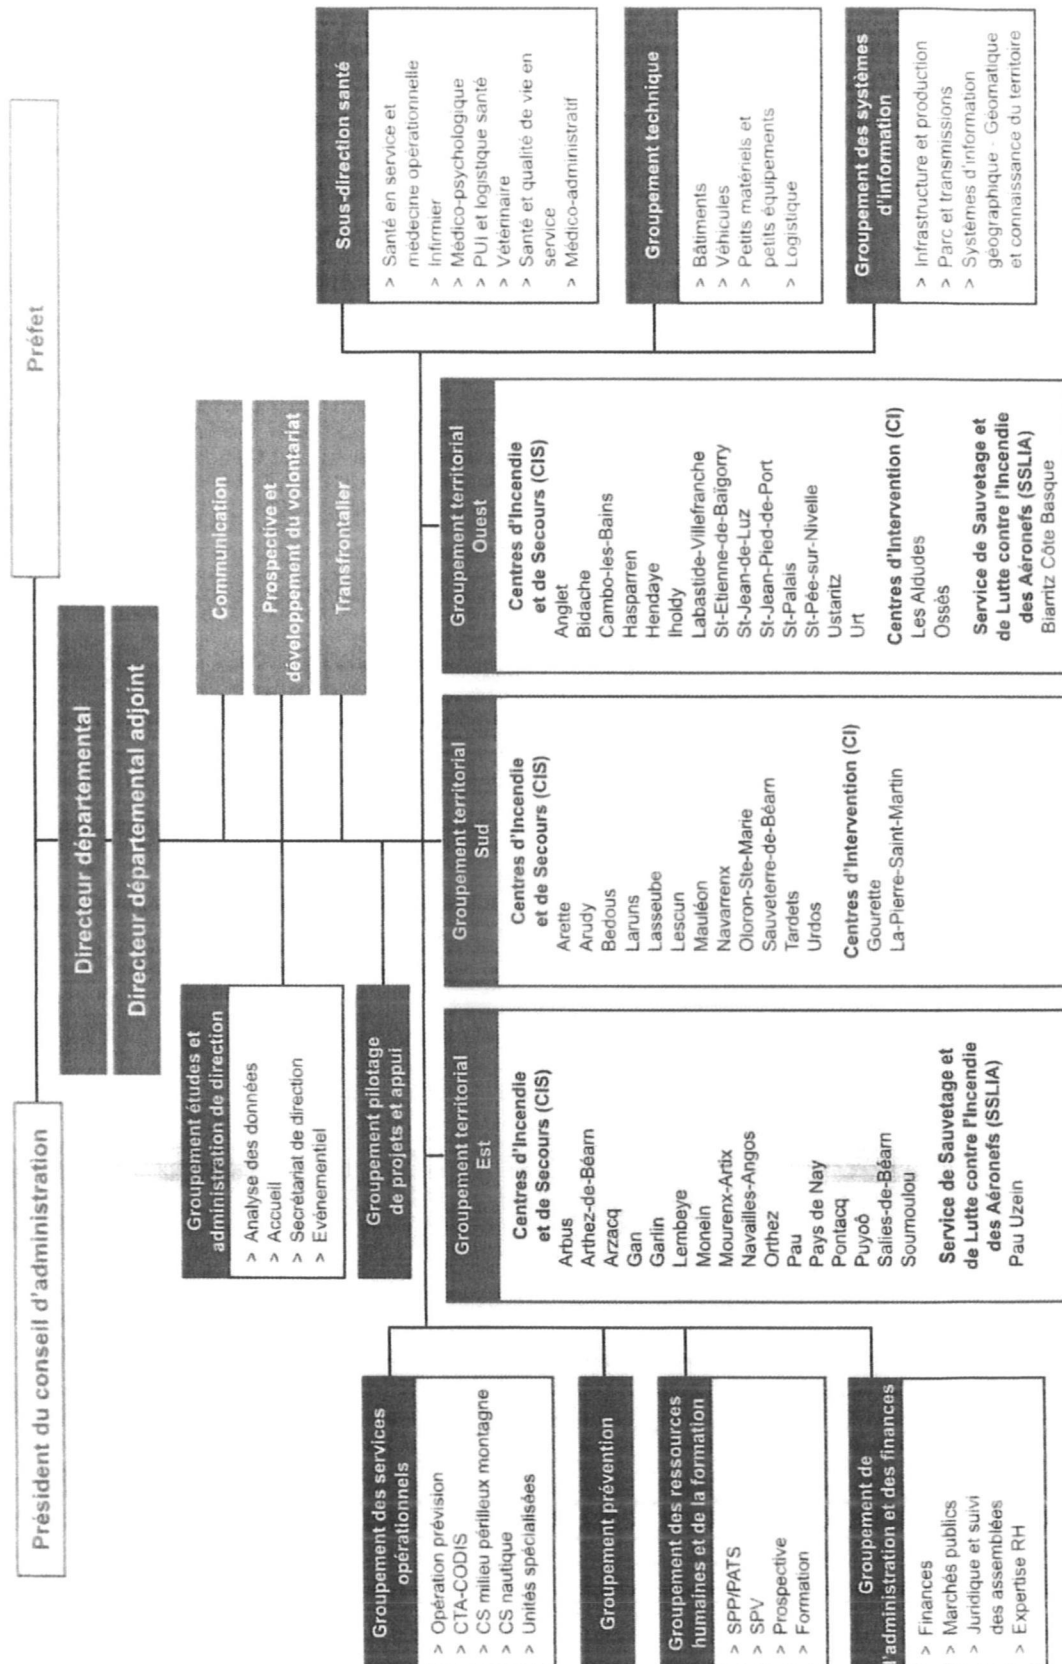 Président du conseil d'administration
Préfet
Directeur départemental
Directeur départemental adjoint
Communication
Prospective et
développement du volontariat
Transfrontalier
Groupement études et
administration de direction
> Analyse des données
> Accueil
> Secrétariat de direction
> Evénementiel
Groupement pilotage
de projets et appui
Groupement des services
opérationnels
> Opération prévision
> CTA-CODIS
> CS milieu périlleux montagne
> CS nautique
> Unités spécialisées
Groupement prévention
Groupement des ressources
humaines et de la formation
> SPP/PATS
> SPV
> Prospective
> Formation
Groupement de
l'administration et des finances
> Finances
> Marchés publics
> Juridique et suivi
des assemblées
> Expertise RH
Groupement territorial
Est
Centres d'Incendie
et de Secours (CIS)
Arbus
Arthez-de-Béarn
Arzacq
Gan
Garlin
Lembeye
Monein
Mourenx-Artix
Navailles-Angos
Orthez
Pau
Pays de Nay
Pontacq
Puyoô
Salies-de-Béarn
Soumoulou
Service de Sauvetage et
de Lutte contre l'Incendie
des Aéronefs (SSLIA)
Pau Uzein
Groupement territorial
Sud
Centres d'Incendie
et de Secours (CIS)
Arette
Arudy
Bedous
Laruns
Lasseube
Lescun
Mauléon
Navarrenx
Oloron-Ste-Marie
Sauveterre-de-Béarn
Tardets
Urdos
Centres d'Intervention (CI)
Gourette
La-Pierre-Saint-Martin
Groupement territorial
Ouest
Centres d'Incendie
et de Secours (CIS)
Anglet
Bidache
Cambo-les-Bains
Hasparren
Hendaye
Iholdy
Labastide-Villefranche
St-Etienne-de-Baïgorry
St-Jean-de-Luz
St-Jean-Pied-de-Port
St-Palais
St-Pée-sur-Nivelle
Ustaritz
Urt
Centres d'Intervention (CI)
Les Aldudes
Ossès
Service de Sauvetage et
de Lutte contre l'Incendie
des Aéronefs (SSLIA)
Biarritz Côte Basque
Sous-direction santé
> Santé en service et
médecine opérationnelle
> Infirmier
> Médico-psychologique
> PUI et logistique santé
> Vétérinaire
> Santé et qualité de vie en
service
> Médico-administratif
Groupement technique
> Bâtiments
> Véhicules
> Petits matériels et
petits équipements
> Logistique
Groupement des systèmes
d'information
> Infrastructure et production
> Parc et transmissions
> Systèmes d'information
géographique - Géomatique
et connaissance du territoire